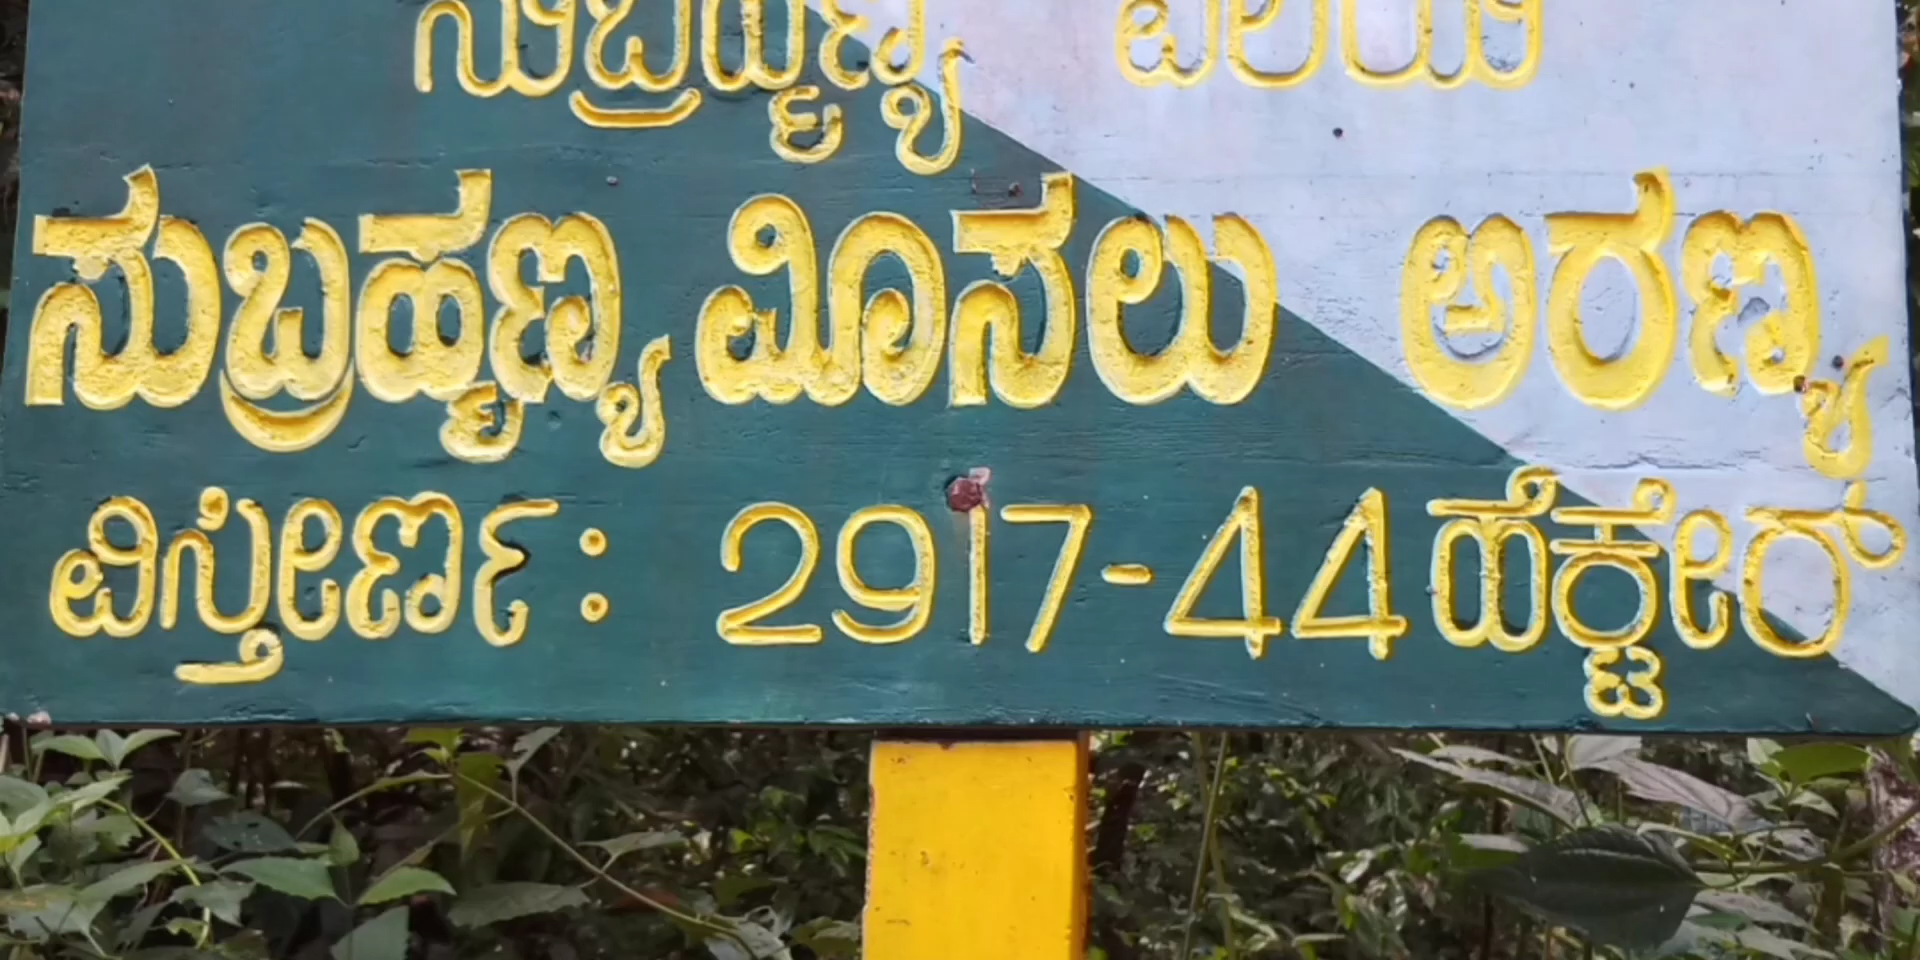 ಸುಬ್ರಹ್ಮಣ್ಯ ವಲಯ
ಸುಬ್ರಹ್ಮಣ್ಯ ಮೀಸಲು ಅರಣ್ಯ
ವಿಸ್ತೀರ್ಣ : 2917-44 ಹೆಕ್ಟೇರ್